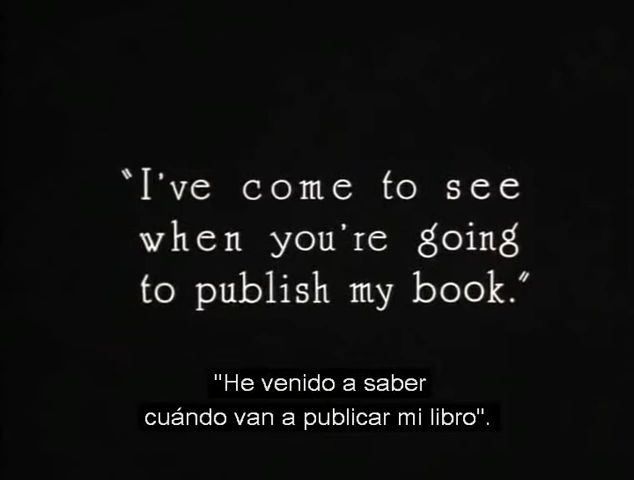 "I've come to see
when you're going
to publish my book."
"He venido a saber
cuándo van a publicar mi libro".